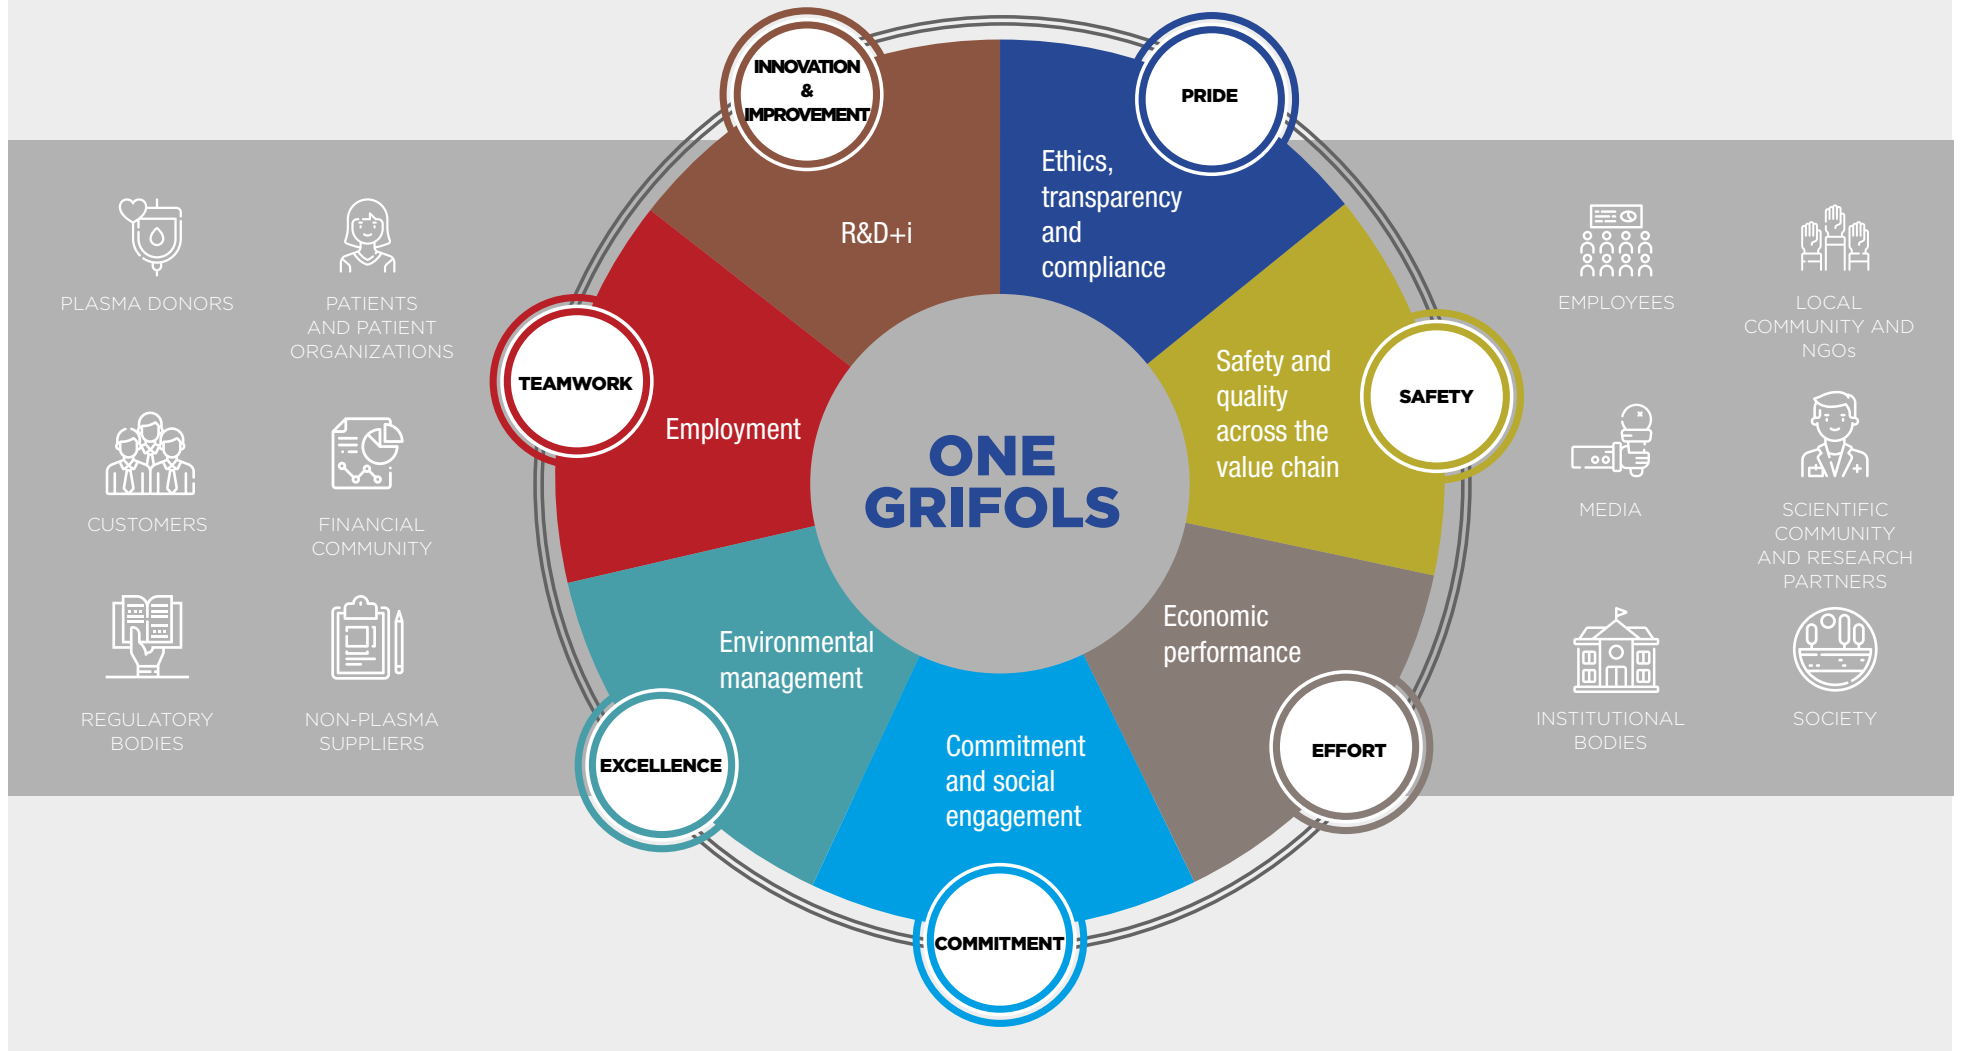 INNOVATION
&
IMPROVEMENT
PRIDE
Ethics,
transparency
and
compliance
R&D+i
PLASMA DONORS
PATIENTS
AND PATIENT
ORGANIZATIONS
EMPLOYEES
LOCAL
COMMUNITY AND
NGOs
TEAMWORK
Employment
Safety and
quality
across the
value chain
SAFETY
ONE
GRIFOLS
CUSTOMERS
FINANCIAL
COMMUNITY
MEDIA
SCIENTIFIC
COMMUNITY
AND RESEARCH
PARTNERS
Environmental
management
Economic
performance
REGULATORY
BODIES
NON-PLASMA
SUPPLIERS
INSTITUTIONAL
BODIES
SOCIETY
EXCELLENCE
Commitment
and social
engagement
EFFORT
COMMITMENT